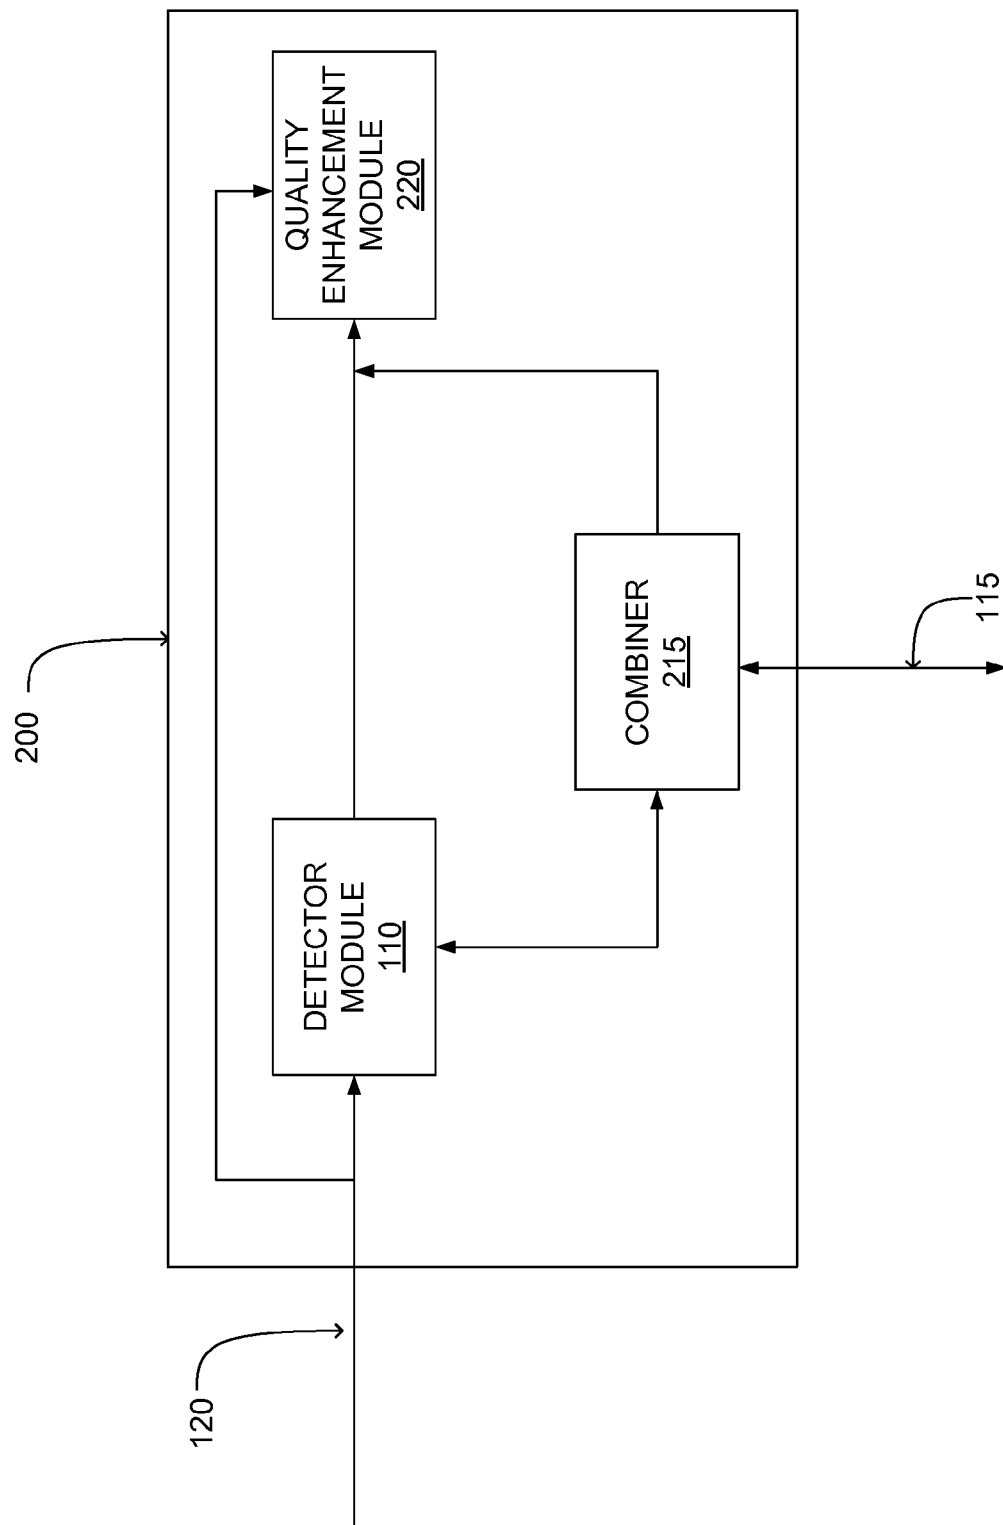 200
120
DETECTOR
MODULE
110
QUALITY
ENHANCEMENT
MODULE
220
COMBINER
215
115